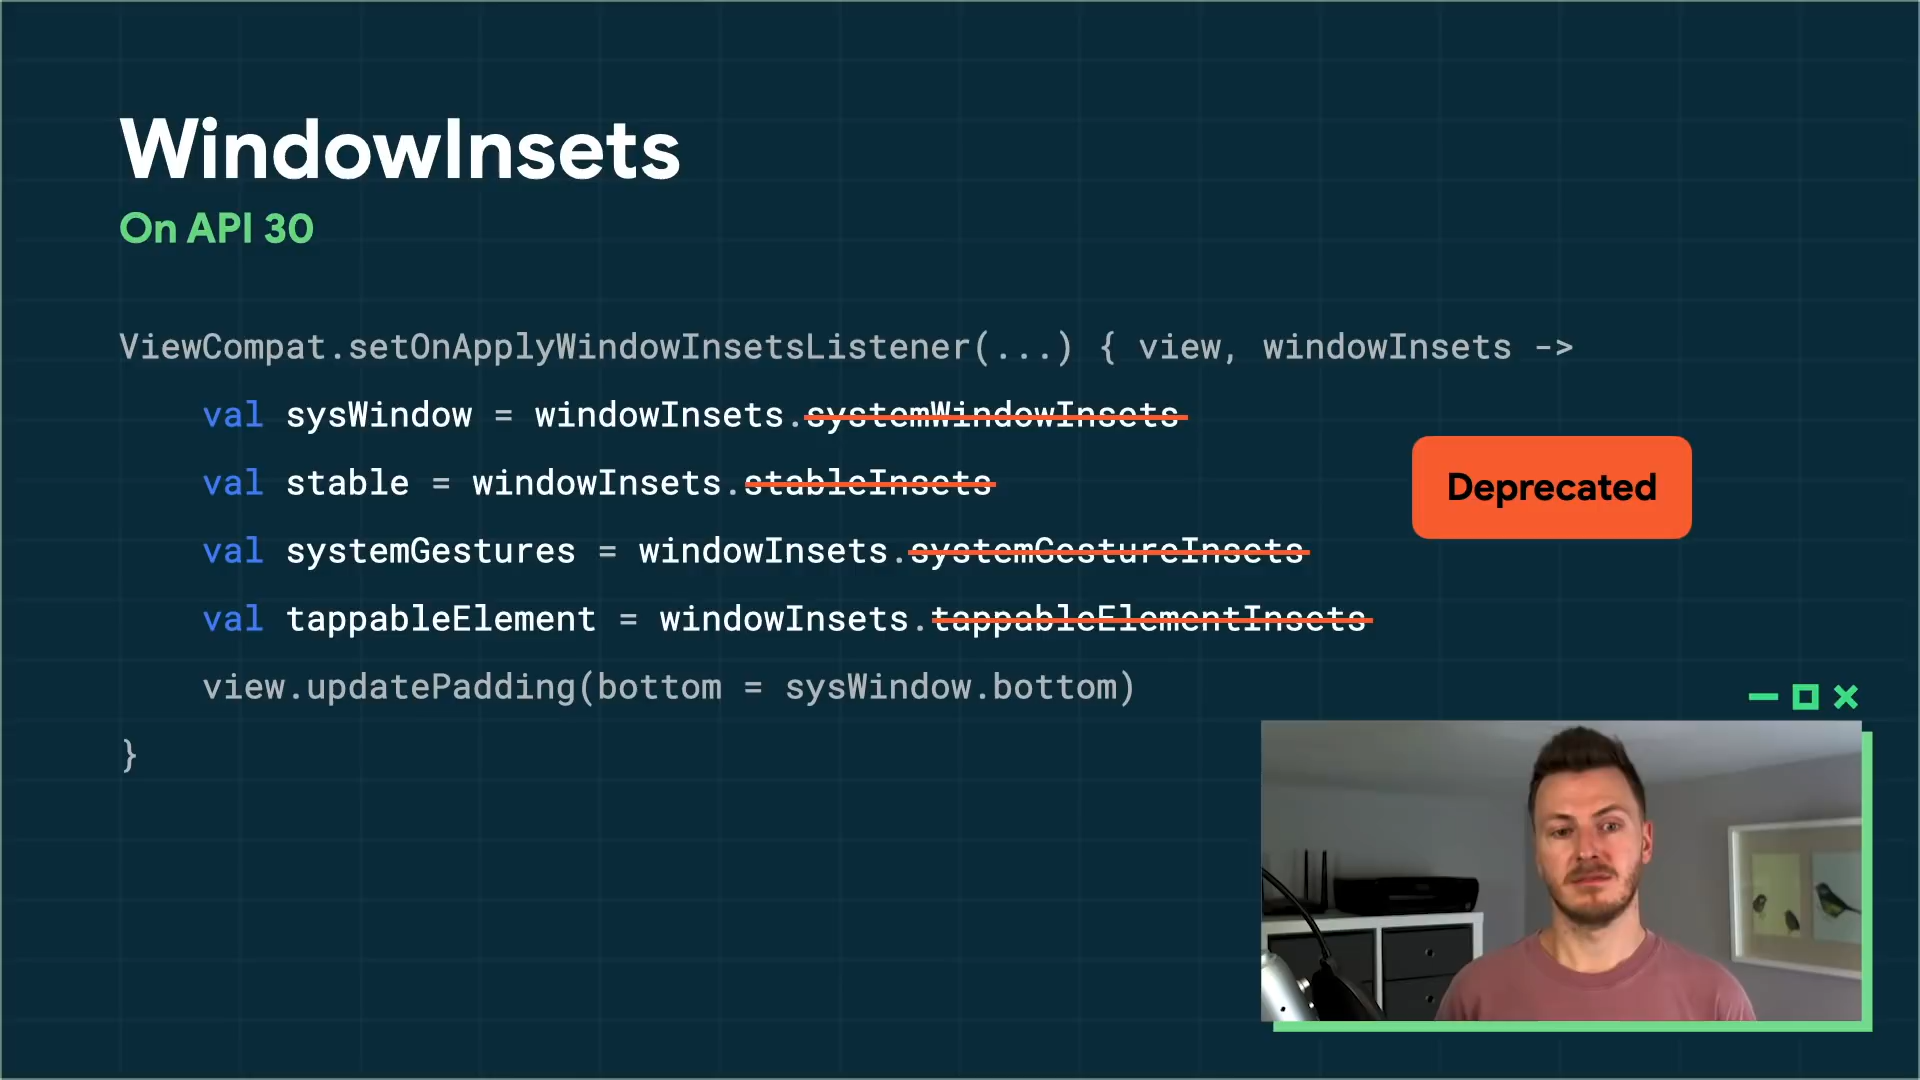 WindowInsets
On API 30
ViewCompat.setOnApplyWindowInsetsListener(...) { view, windowInsets ->
val sysWindow = windowInsets.systemWindowInsets
val stable = windowInsets.stableInsets
val systemGestures = windowInsets.systemGestureInsets
val tappableElement = windowInsets.tappableElementInsets
view.updatePadding(bottom = sysWindow.bottom)
}
Deprecated